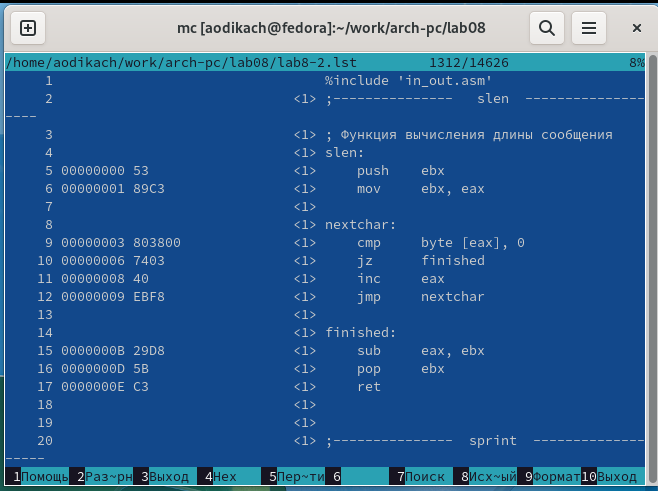 mc [aodikach@fedora]:~/work/arch-pc/lab08
/home/aodikach/work/arch-pc/lab08/lab8-2.lst 1312/14626 8%
1 %include 'in_out.asm'
2 <1> ;--------------- slen ---------------
----
3 <1> ; Функция вычисления длины сообщения
4 <1> slen:
5 00000000 53 <1> push ebx
6 00000001 89C3 <1> mov ebx, eax
7 <1>
8 <1> nextchar:
9 00000003 803800 <1> cmp byte [eax], 0
10 00000006 7403 <1> jz finished
11 00000008 40 <1> inc eax
12 00000009 EBF8 <1> jmp nextchar
13 <1>
14 <1> finished:
15 0000000B 29D8 <1> sub eax, ebx
16 0000000D 5B <1> pop ebx
17 0000000E C3 <1> ret
18 <1>
19 <1>
20 <1> ;--------------- sprint --------------
-----
1Помощь 2Раз~рн 3Выход 4Hex 5Пер~ти 6 7Поиск 8Исх~ый 9Формат 10Выход